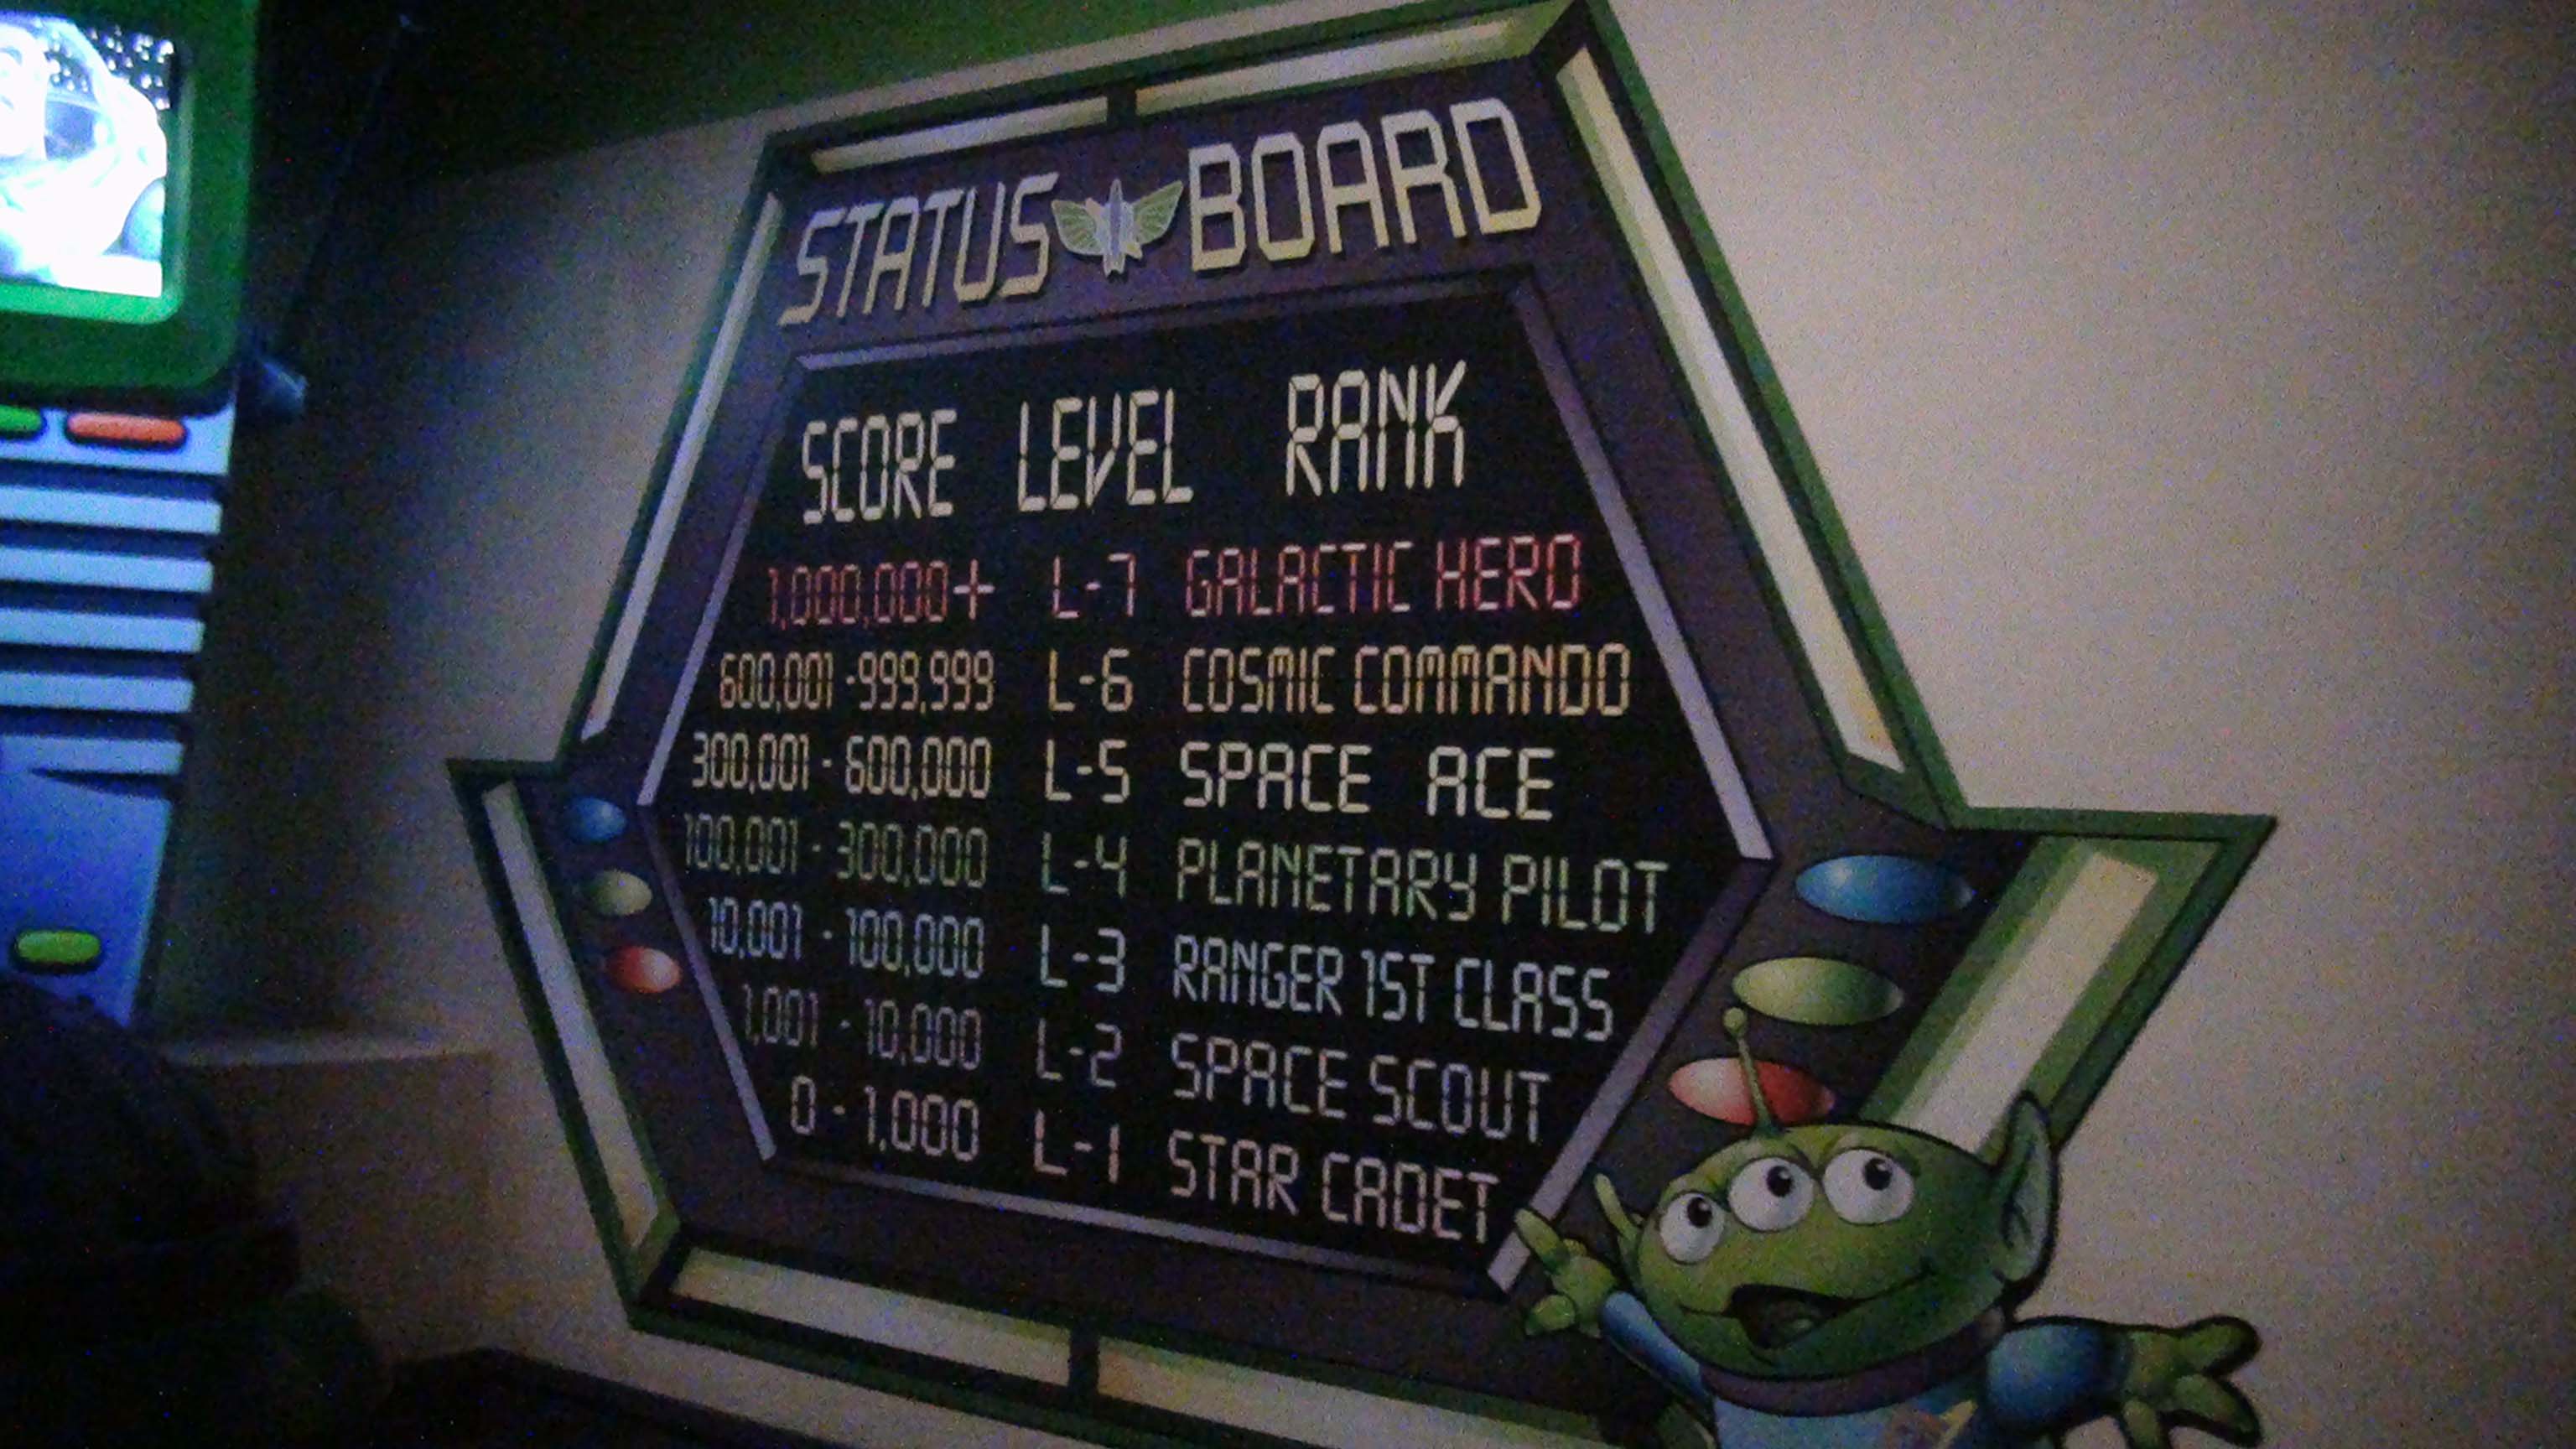 STATUS BOARD
SCORE LEVEL RANK
1,000,000+ L-7 GALACTIC HERO
600,001 - 999,999 L-6 COSMIC COMMANDO
300,001 - 600,000 L-5 SPACE ACE
100,001 - 300,000 L-4 PLANETARY PILOT
10,001 - 100,000 L-3 RANGER 1ST CLASS
1,001 - 10,000 L-2 SPACE SCOUT
0 - 1,000 L-1 STAR CADET